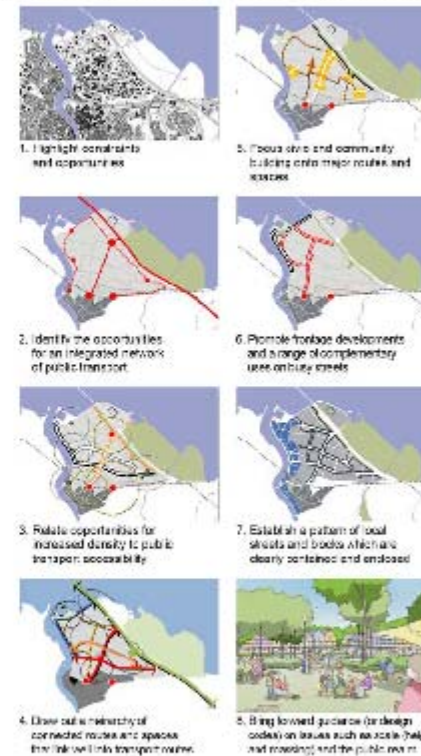 1. Highlight constraints
and opportunities
2. Identify the opportunities
for an integrated network
of public transport
3. Relate opportunities for
increased density to public
transport accessibility
4. Draw out a hierarchy of
connected routes and spaces
that link well into transport routes
5. Focus civic and community
building onto major routes and
spaces
6. Promote frontage developments
and a range of complementary
uses on busy streets
7. Establish a pattern of local
streets and blocks which are
clearly contained and enclosed
8. Bring forward guidance (or design
codes) on issues such as scale (height
and massing) and the public realm